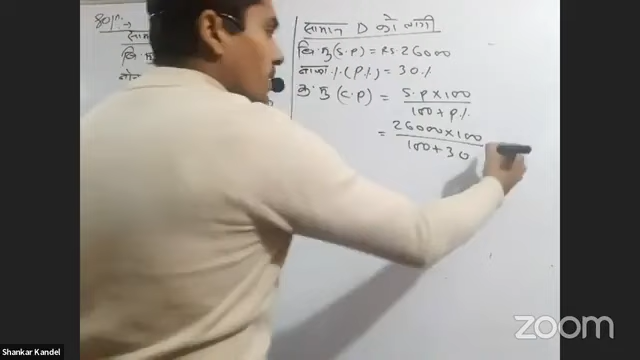 सामान D को लागी
बि.मु (S.P) = RS. 26000
नाफा % (P%) = 30%
क्र.मु (C.P) = S.P × 100 / 100 + P%
= 26000 × 100 / 100 + 30
zoom
Shankar Kandel